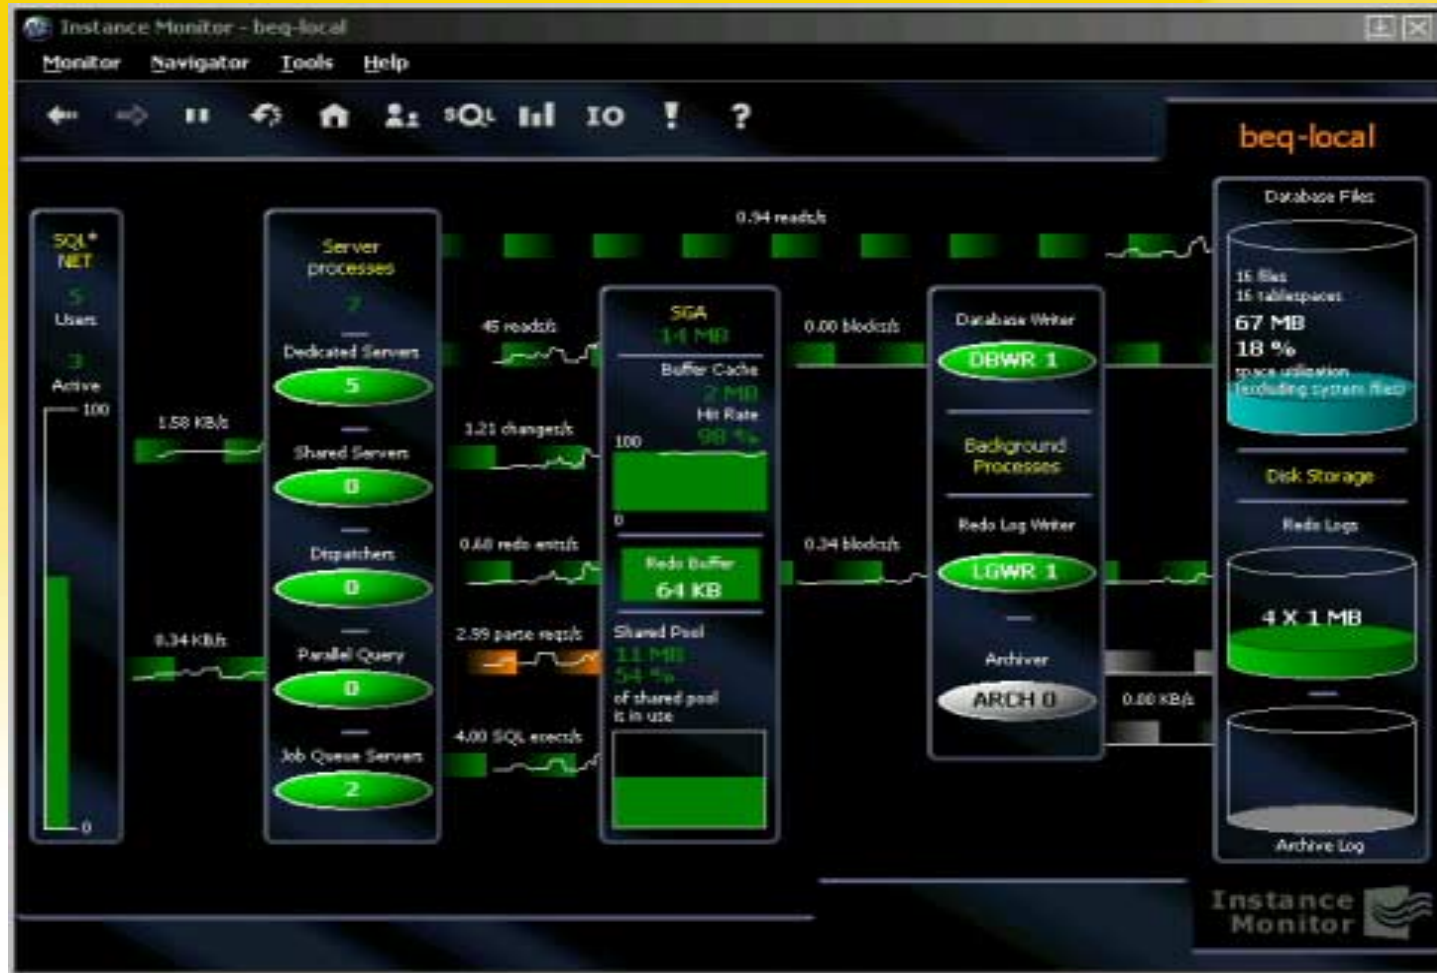 Instance Monitor - beq-local
Monitor Navigator Tools Help
SQL IO ! ?
beq-local
SQL*
NET
5
Users
3
Active
100
0
1.58 KB/s
0.34 KB/s
Server
processes
7
Dedicated Servers
5
Shared Servers
0
Dispatchers
0
Parallel Query
0
Job Queue Servers
2
0.94 reads/s
45 reads/s
1.21 changes/s
0.68 redo ents/s
2.99 parse reqs/s
4.00 SQL execs/s
SGA
14 MB
Buffer Cache
2 MB
Hit Rate
98 %
100
0
Redo Buffer
64 KB
Shared Pool
11 MB
54 %
of shared pool
is in use
0.00 blocks/s
0.34 blocks/s
Database Writer
DBWR 1
Background
Processes
Redo Log Writer
LGWR 1
Archiver
ARCH 0
0.00 KB/s
Database Files
16 files
16 tablespaces
67 MB
18 %
space utilization
(excluding system files)
Disk Storage
Redo Logs
4 X 1 MB
Archive Log
Instance
Monitor